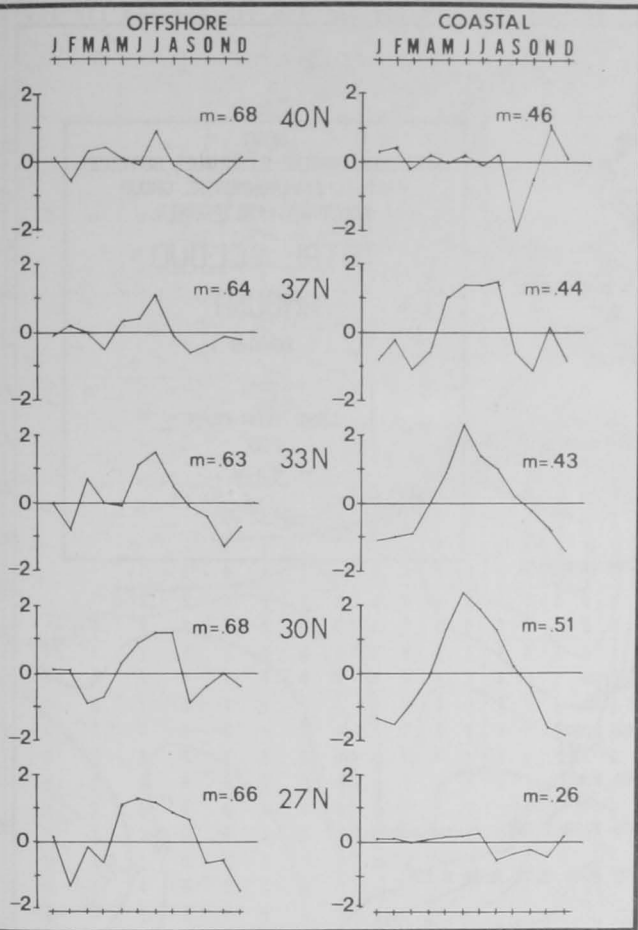 OFFSHORE COASTAL
J F M A M J J A S O N D J F M A M J J A S O N D
2 m=.68 40N 2 m=.46
0 0
-2 -2
2 m=.64 37N 2 m=.44
0 0
-2 -2
2 m=.63 33N 2 m=.43
0 0
-2 -2
2 m=.68 30N 2 m=.51
0 0
-2 -2
2 m=.66 27N 2 m=.26
0 0
-2 -2